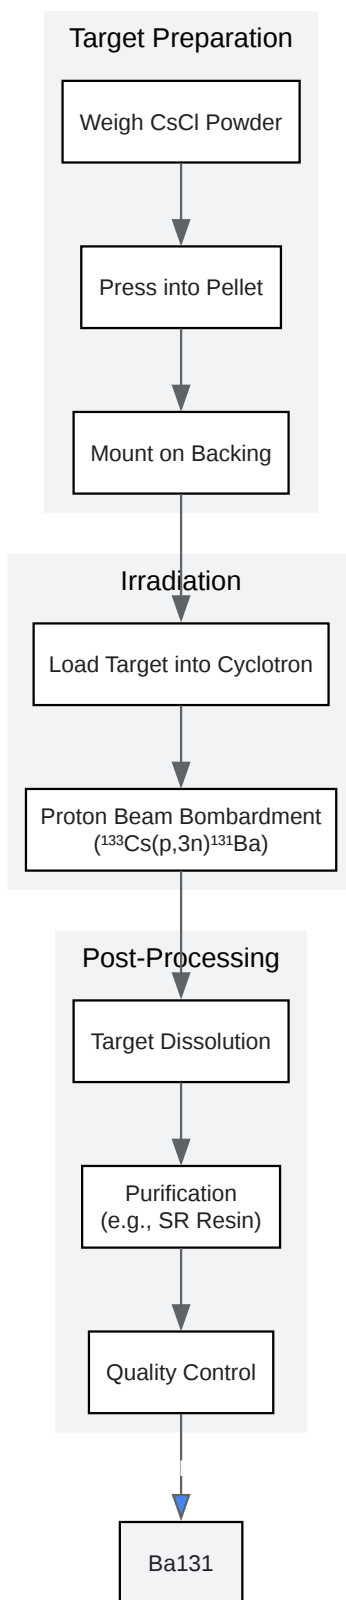 Target Preparation
Weigh CsCl Powder
Press into Pellet
Mount on Backing
Irradiation
Load Target into Cyclotron
Proton Beam Bombardment
(¹³³Cs(p,3n)¹³¹Ba)
Post-Processing
Target Dissolution
Purification
(e.g., SR Resin)
Quality Control
Ba131